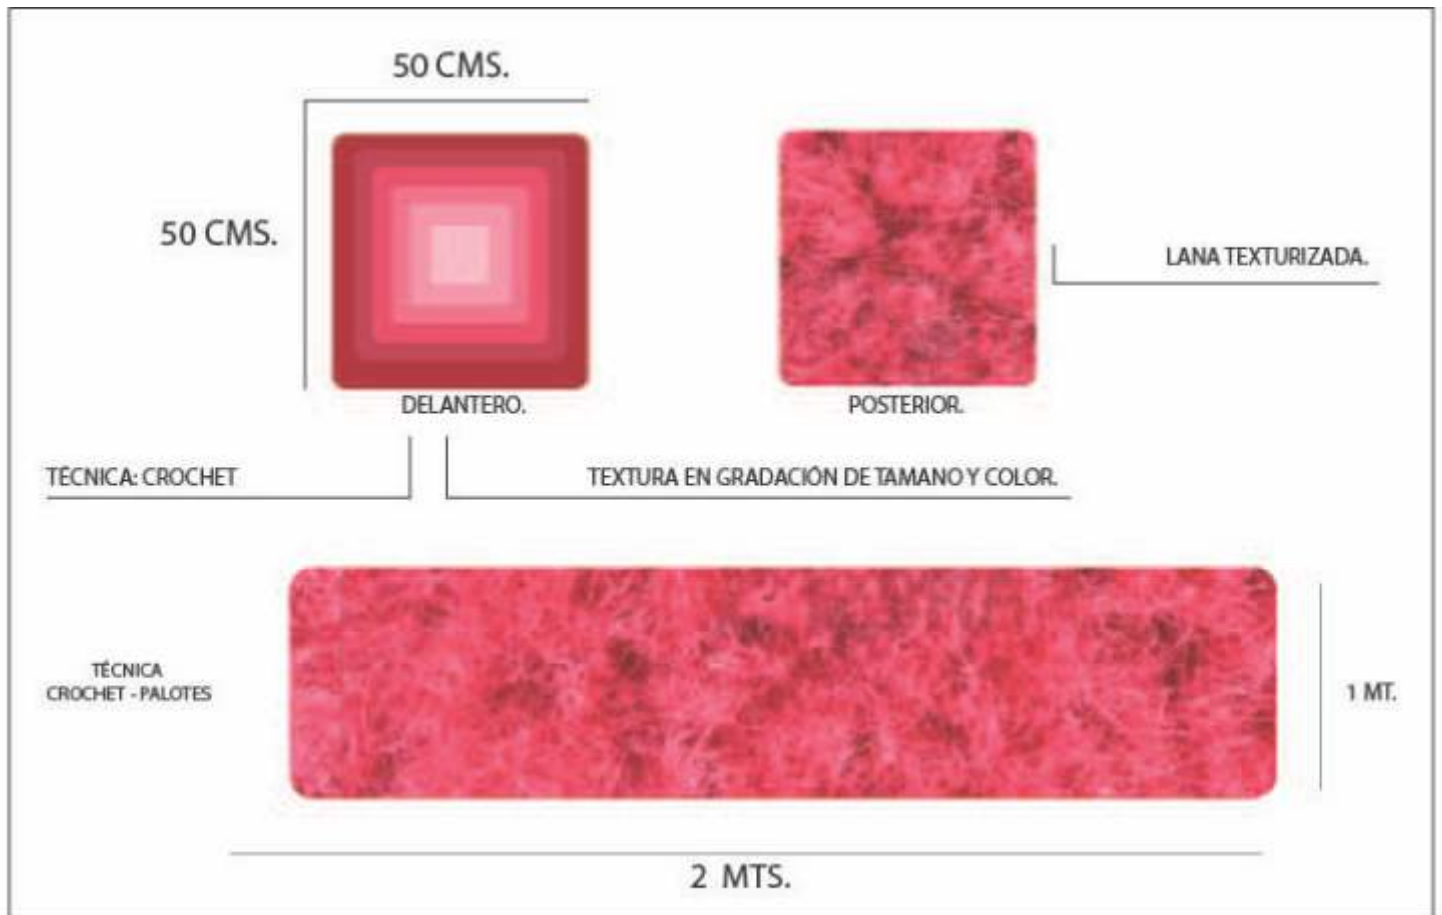 50 CMS.
50 CMS.
LANA TEXTURIZADA.
DELANTERO.
POSTERIOR.
TÉCNICA: CROCHET
TEXTURA EN GRADACIÓN DE TAMANO Y COLOR.
TÉCNICA
CROCHET - PALOTES
1 MT.
2 MTS.